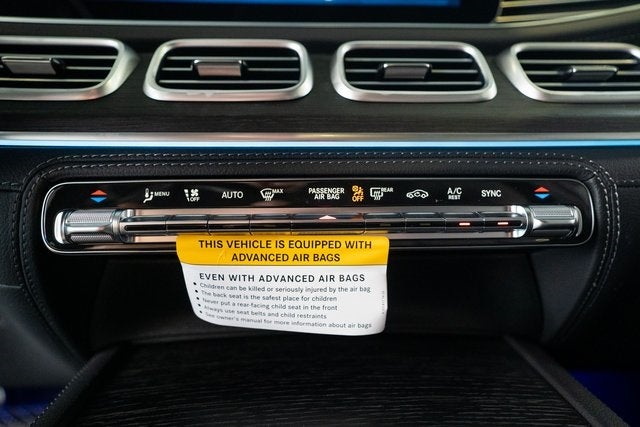 MENU
OFF
AUTO
MAX
PASSENGER
AIR BAG
OFF
REAR
A/C
REST
SYNC
THIS VEHICLE IS EQUIPPED WITH
ADVANCED AIR BAGS
EVEN WITH ADVANCED AIR BAGS
• Children can be killed or seriously injured by the air bag
• The back seat is the safest place for children
• Never put a rear-facing child seat in the front
• Always use seat belts and child restraints
• See owner's manual for more information about air bags